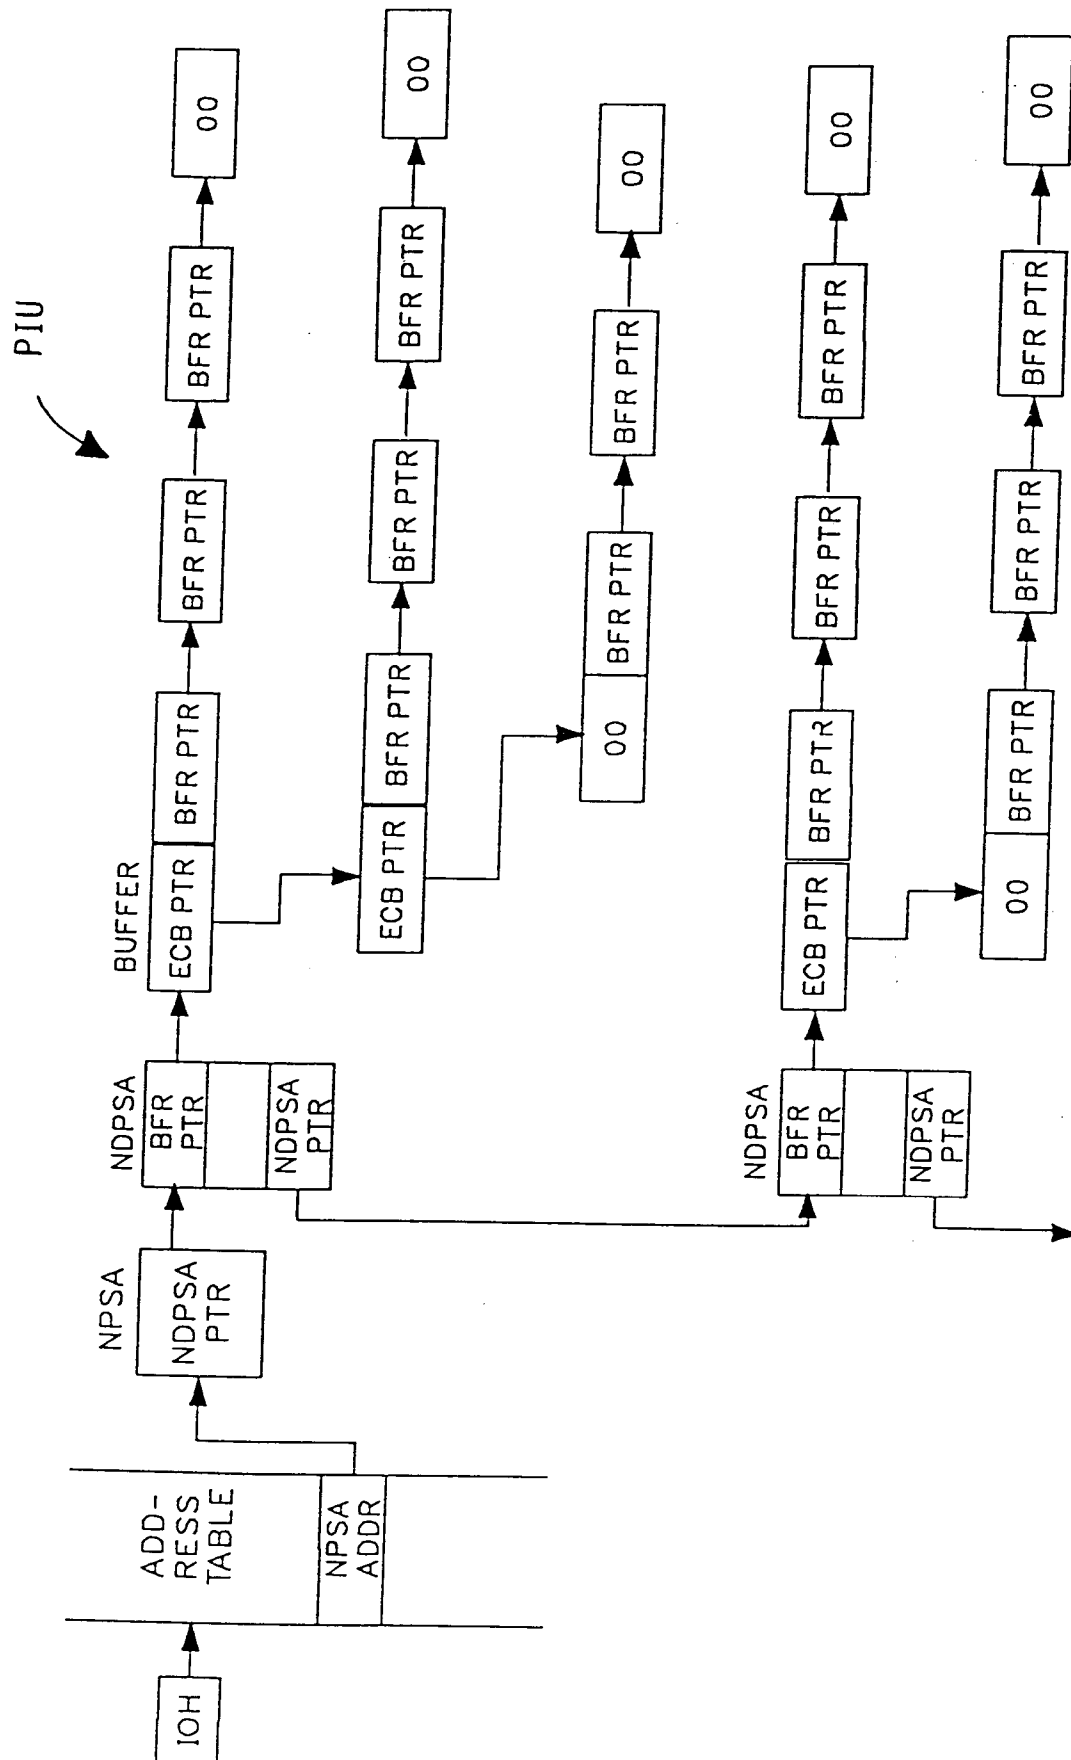 PIU
IOH
ADD-
RESS
TABLE
NPSA
ADDR
NPSA
NDPSA
PTR
NDPSA
BFR
PTR
NDPSA
PTR
BUFFER
ECB PTR
BFR PTR
BFR PTR
BFR PTR
00
ECB PTR
BFR PTR
BFR PTR
BFR PTR
00
00
BFR PTR
BFR PTR
00
NDPSA
BFR
PTR
NDPSA
PTR
ECB PTR
BFR PTR
BFR PTR
BFR PTR
00
00
BFR PTR
BFR PTR
BFR PTR
00